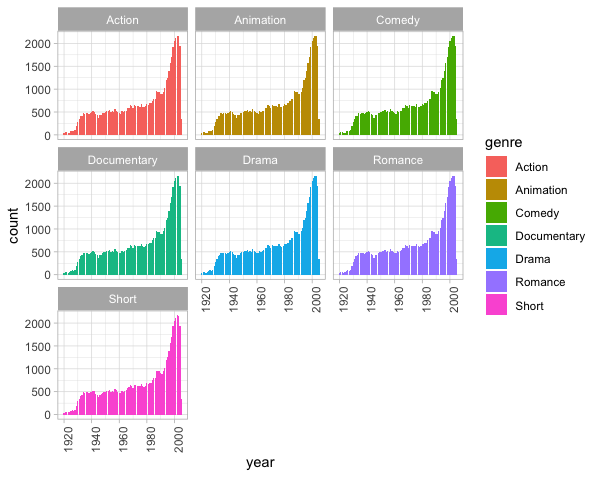 Action Animation Comedy
2000
1500
1000
500
0
Documentary Drama Romance
2000
1500
1000
500
0
1920 1940 1960 1980 2000 1920 1940 1960 1980 2000
Short
2000
1500
1000
500
0
1920 1940 1960 1980 2000
count
year
genre
Action
Animation
Comedy
Documentary
Drama
Romance
Short